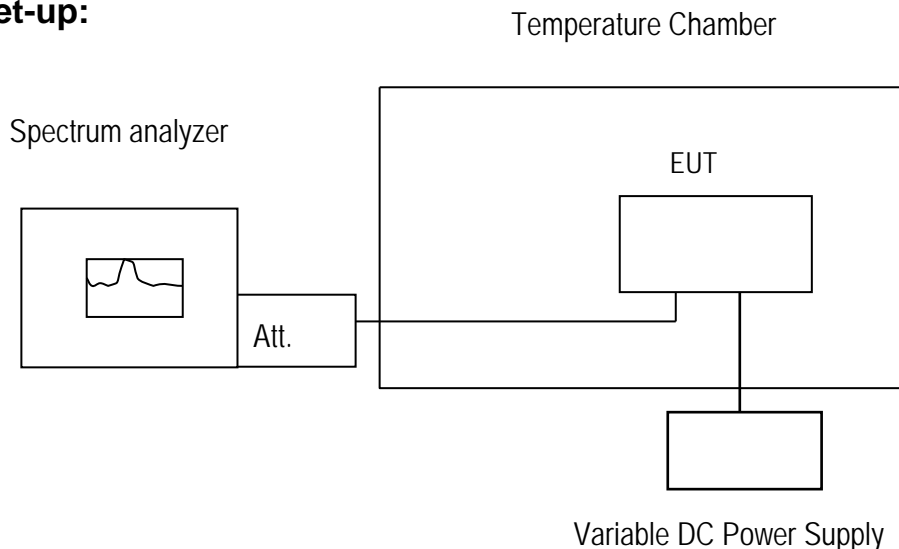 et-up:
Temperature Chamber
Spectrum analyzer
EUT
Att.
Variable DC Power Supply